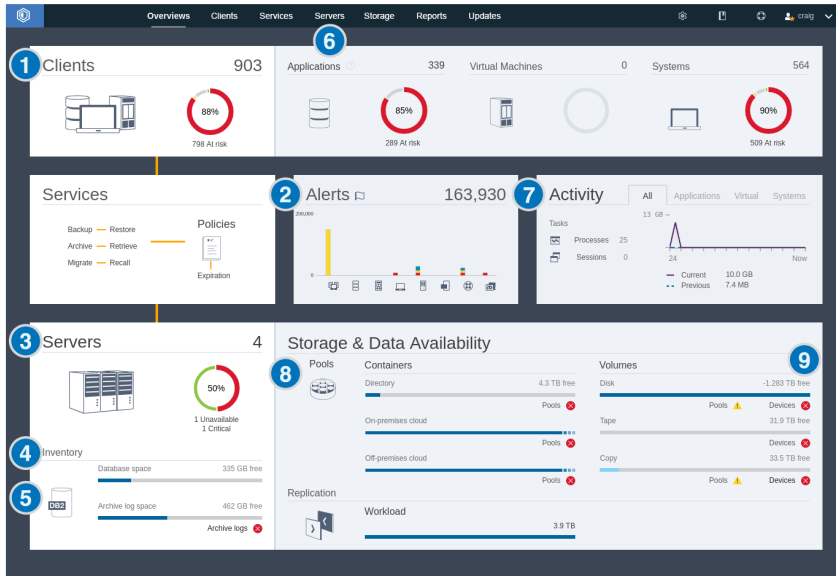 Overviews Clients Services Servers Storage Reports Updates craig
6
1 Clients 903
88%
798 At risk
Applications 339
85%
289 At risk
Virtual Machines 0
Systems 564
90%
509 At risk
Services
Backup Restore
Archive Retrieve
Migrate Recall
Policies
Expiration
2 Alerts 163,930
200,000
0
7 Activity All Applications Virtual Systems
Tasks
Processes 25
Sessions 0
13 GB
24 Now
Current 10.0 GB
Previous 7.4 MB
3 Servers 4
50%
1 Unavailable
1 Critical
4 Inventory
Database space 335 GB free
5
DB2
Archive log space 462 GB free
Archive logs
Storage & Data Availability
8 Pools
Containers
Directory 4.3 TB free
Pools
On-premises cloud
Pools
Off-premises cloud
Pools
9
Volumes
Disk -1.283 TB free
Pools Devices
Tape 31.9 TB free
Devices
Copy 33.5 TB free
Pools Devices
Replication
Workload
3.9 TB